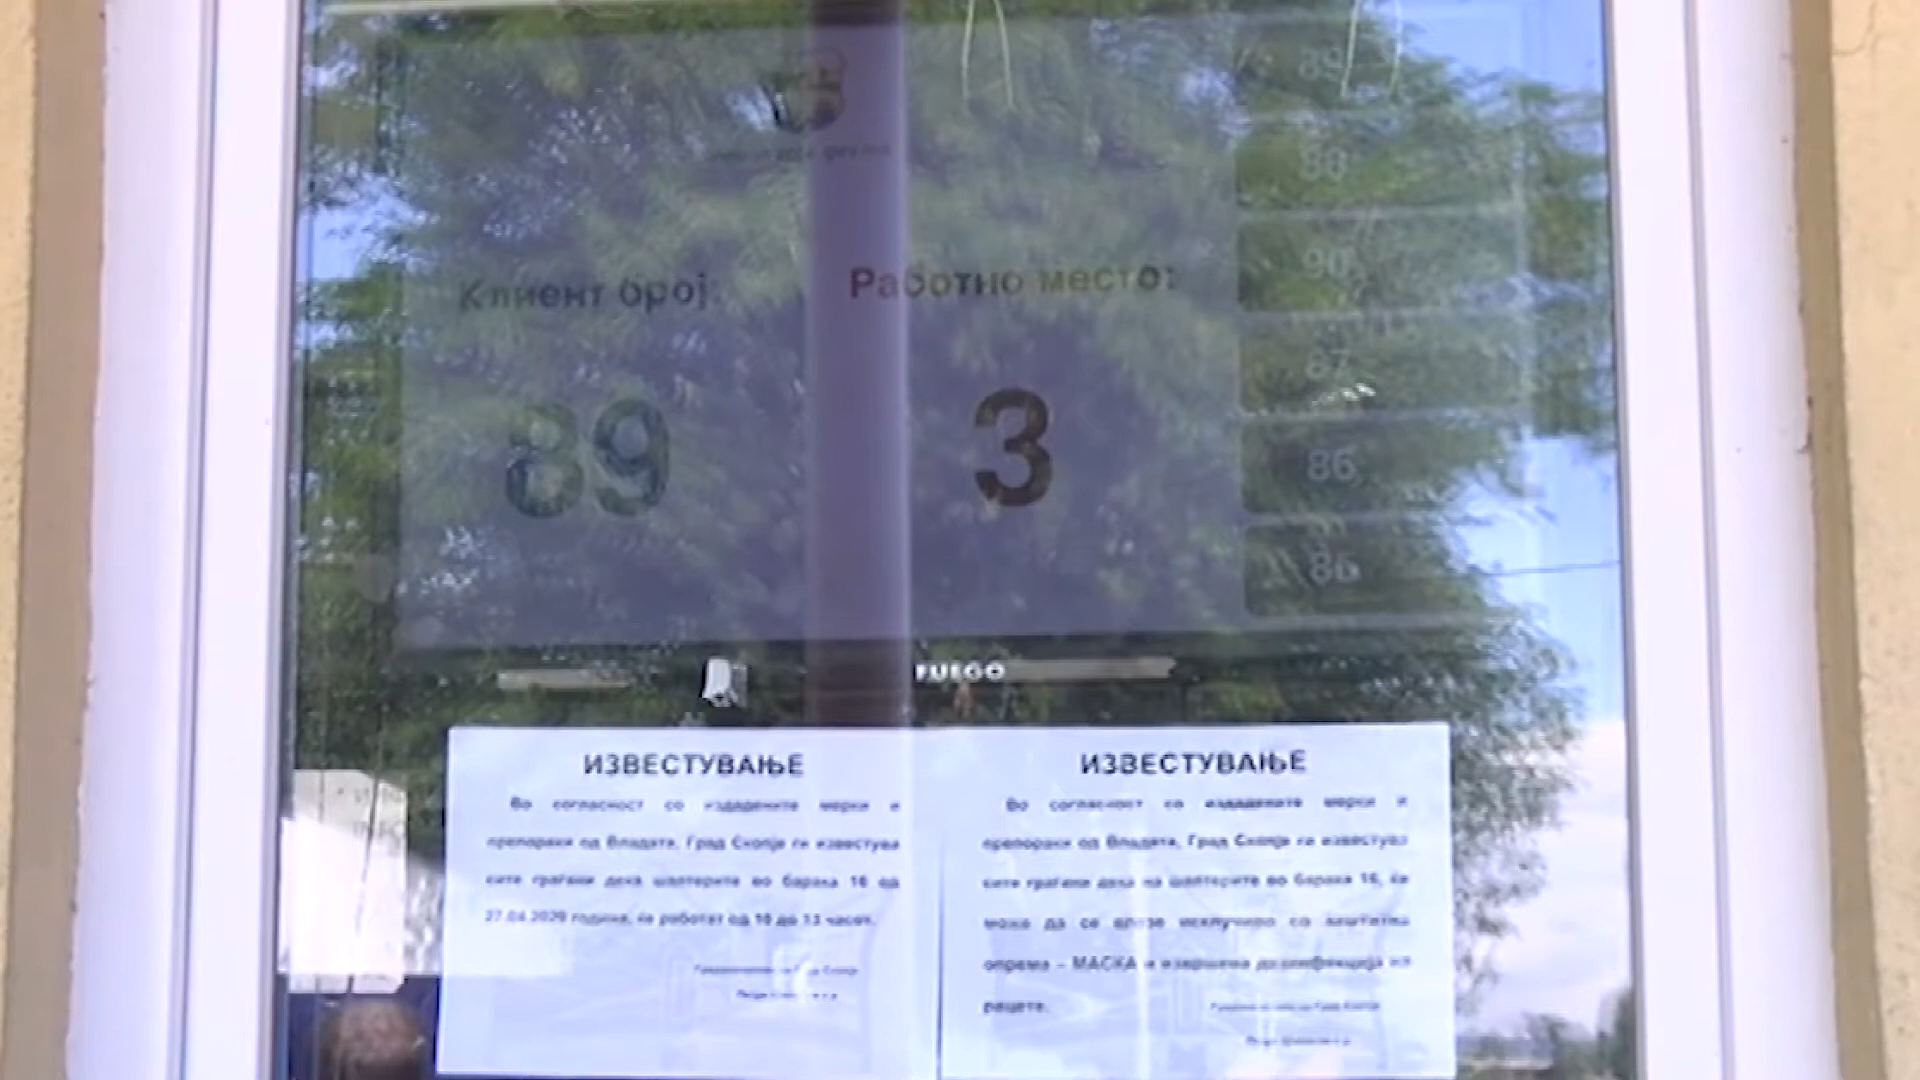 Клиент број:
Работно место:
89
3
89
88
90
87
86
86
FUEGO
ИЗВЕСТУВАЊЕ
Во согласност со издадените мерки и
препораки од Владата, Град Скопје ги известува
сите граѓани дека шалтерите во барака 16 од
27.04.2020 година, ќе работат од 10 до 13 часот.
ИЗВЕСТУВАЊЕ
Во согласност со издадените мерки и
препораки од Владата, Град Скопје ги известува
сите граѓани дека на шалтерите во барака 16, ќе
може да се влезе исклучиво со заштитна
опрема – МАСКА и извршена дезинфекција на
рацете.